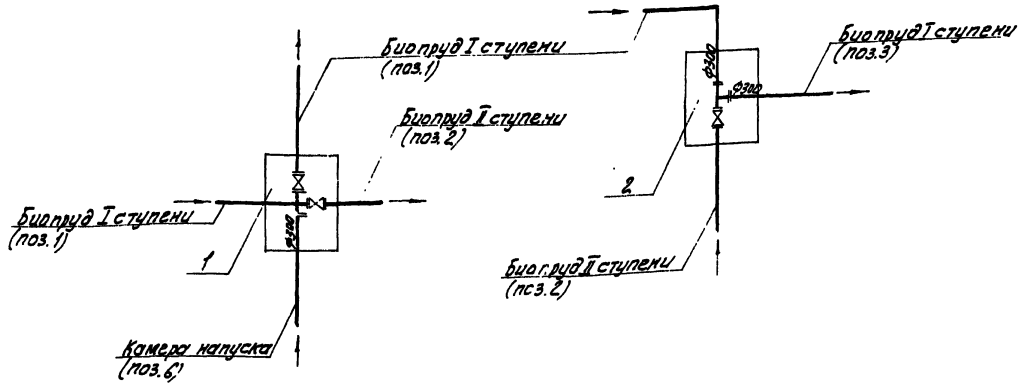 Биопруд I ступени
(поз.1)
Биопруд II ступени
(поз.2)
Биопруд I ступени
(поз.1)
ф300
1
Камера напуска
(поз.6)
Биопруд I ступени
(поз.3)
ф300
ф300
2
Биопруд II ступени
(поз.2)